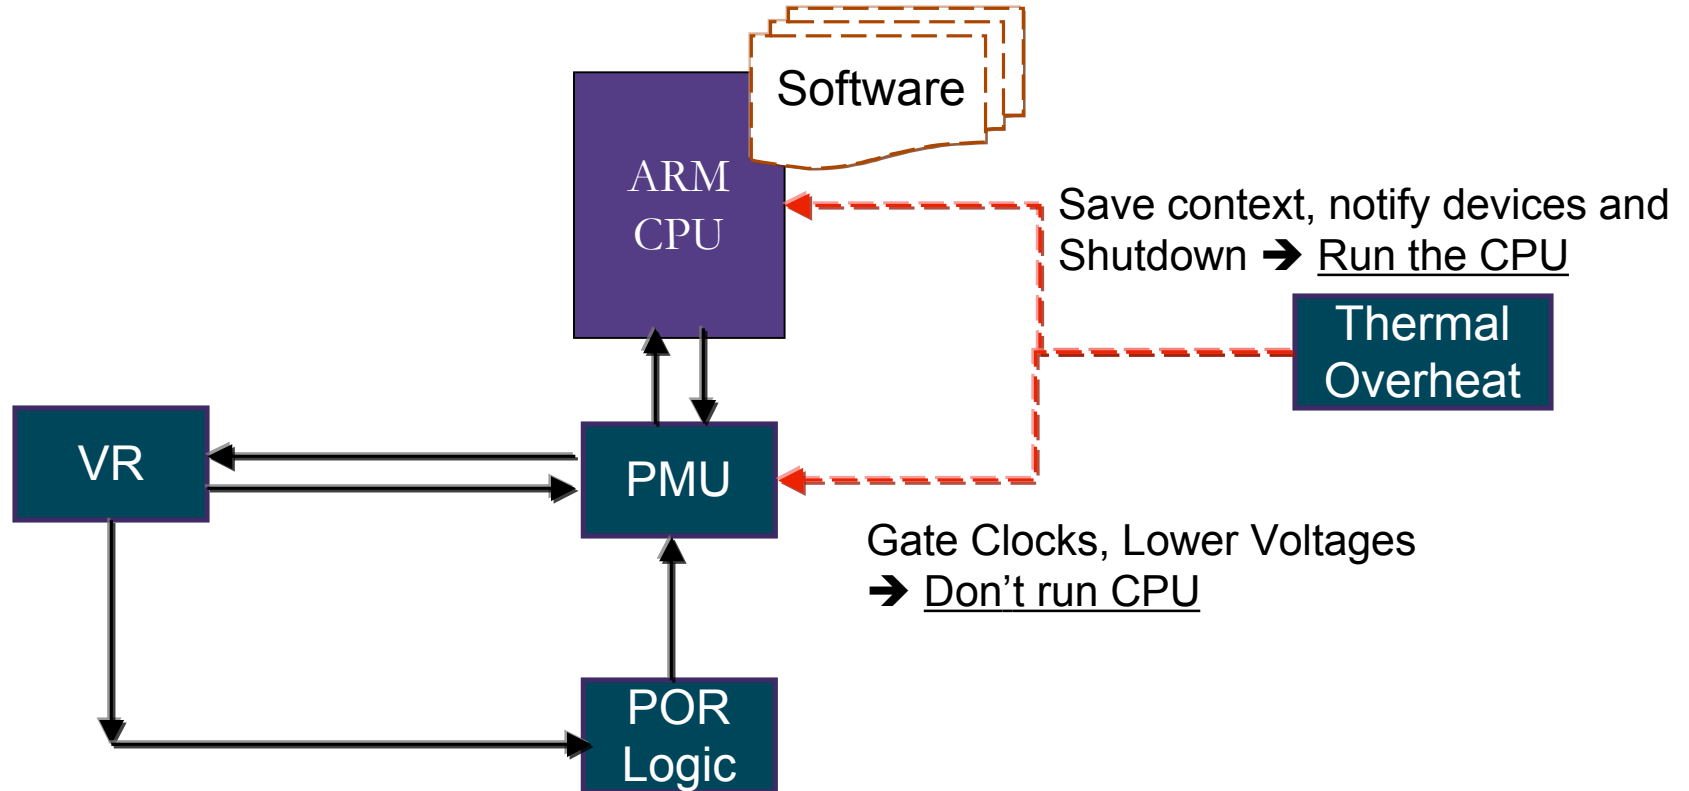 Software
ARM
CPU
Save context, notify devices and
Shutdown ➔ Run the CPU
Thermal
Overheat
VR
PMU
Gate Clocks, Lower Voltages
➔ Don't run CPU
POR
Logic